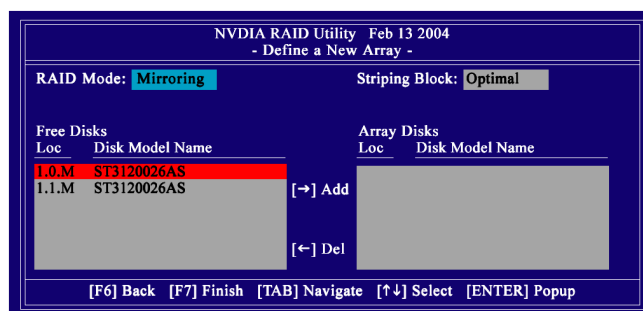 NVDIA RAID Utility Feb 13 2004
- Define a New Array -
RAID Mode: Mirroring Striping Block: Optimal
Free Disks Array Disks
Loc Disk Model Name Loc Disk Model Name
1.0.M ST3120026AS
1.1.M ST3120026AS
[→] Add
[←] Del
[F6] Back [F7] Finish [TAB] Navigate [↑↓] Select [ENTER] Popup